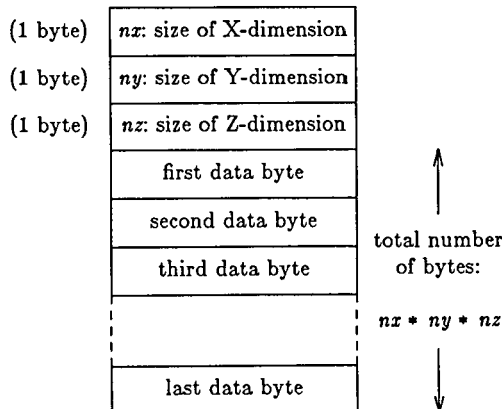 (1 byte) nx: size of X-dimension
(1 byte) ny: size of Y-dimension
(1 byte) nz: size of Z-dimension
first data byte
second data byte
third data byte
total number
of bytes:
nx * ny * nz
last data byte